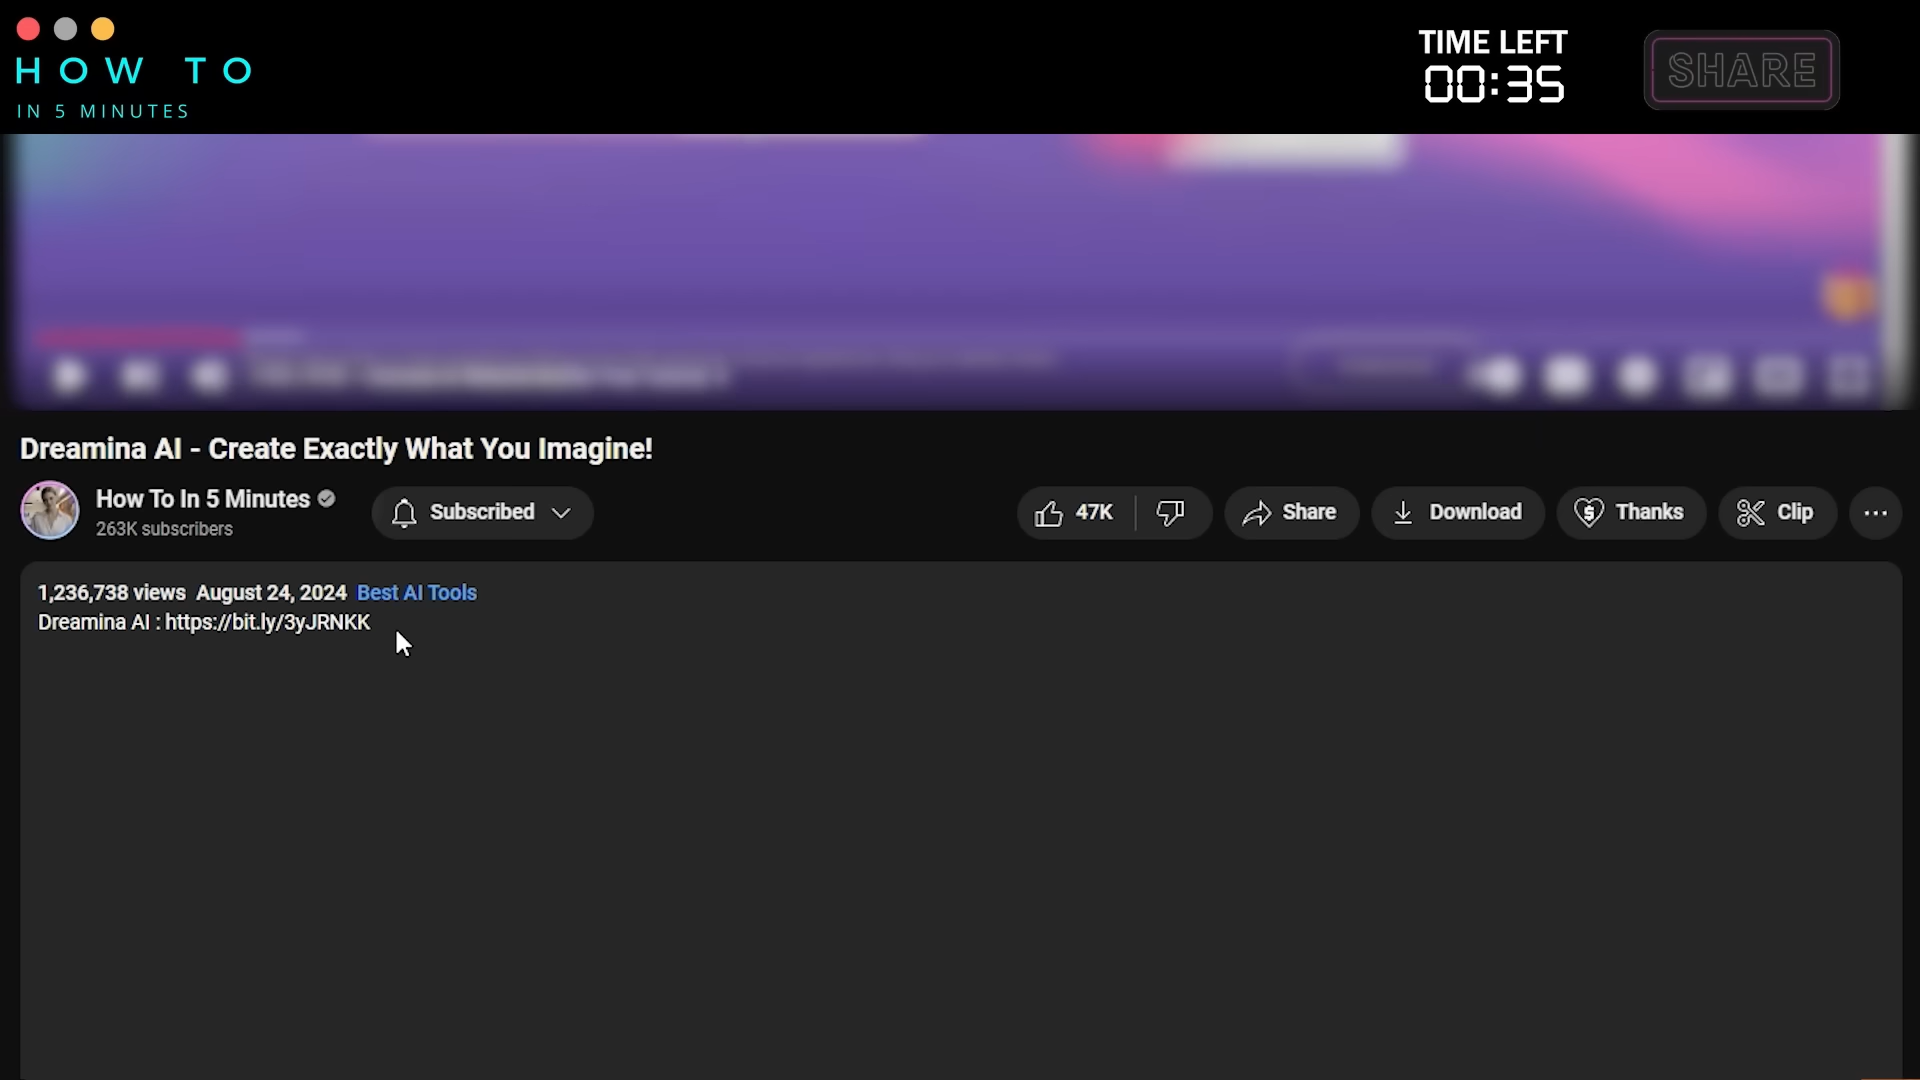 HOW TO
IN 5 MINUTES
TIME LEFT
00:35
SHARE
Dreamina AI - Create Exactly What You Imagine!
How To In 5 Minutes
263K subscribers
Subscribed
47K
Share
Download
Thanks
Clip
1,236,738 views August 24, 2024 Best AI Tools
Dreamina AI : https://bit.ly/3yJRNKK